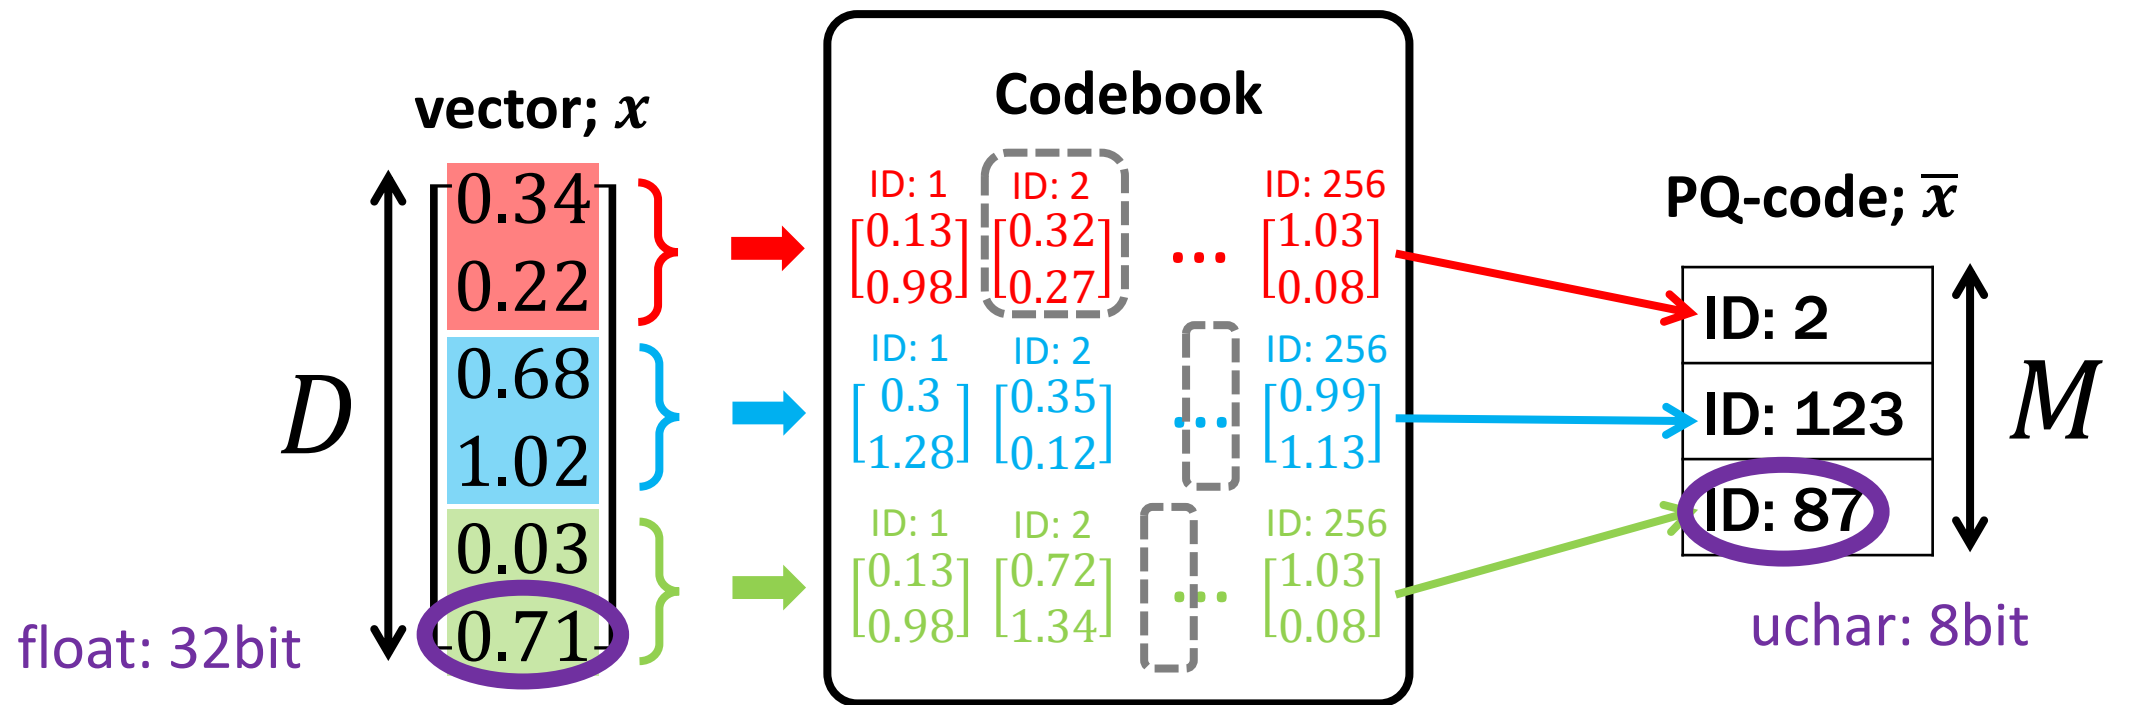 vector; x
0.34
0.22
0.68
1.02
0.03
0.71
D
float: 32bit
Codebook
ID: 1 ID: 2 ID: 256
0.13 0.32 ... 1.03
0.98 0.27 0.08
ID: 1 ID: 2 ID: 256
0.3 0.35 ... 0.99
1.28 0.12 1.13
ID: 1 ID: 2 ID: 256
0.13 0.72 ... 1.03
0.98 1.34 0.08
PQ-code; x̄
ID: 2
ID: 123
ID: 87
M
uchar: 8bit